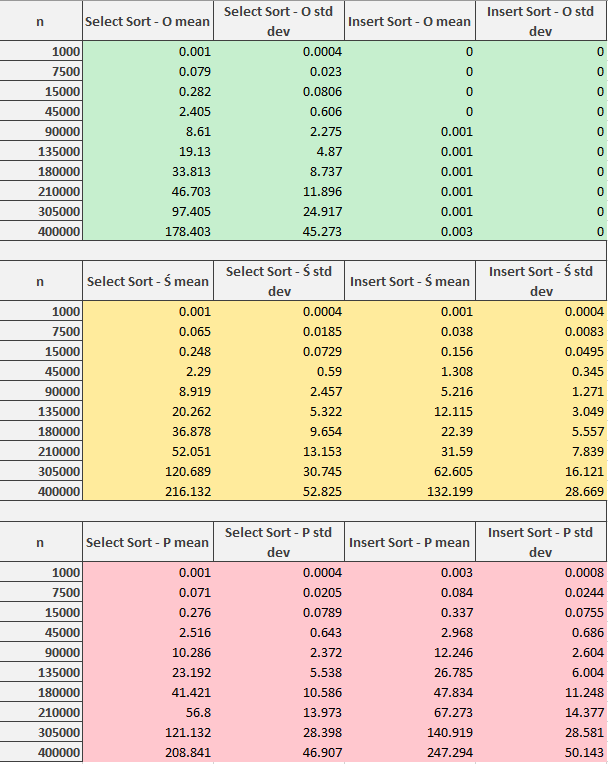 n Select Sort - O mean Select Sort - O std dev Insert Sort - O mean Insert Sort - O std dev
1000 0.001 0.0004 0 0
7500 0.079 0.023 0 0
15000 0.282 0.0806 0 0
45000 2.405 0.606 0 0
90000 8.61 2.275 0.001 0
135000 19.13 4.87 0.001 0
180000 33.813 8.737 0.001 0
210000 46.703 11.896 0.001 0
305000 97.405 24.917 0.001 0
400000 178.403 45.273 0.003 0
n Select Sort - Ś mean Select Sort - Ś std dev Insert Sort - Ś mean Insert Sort - Ś std dev
1000 0.001 0.0004 0.001 0.0004
7500 0.065 0.0185 0.038 0.0083
15000 0.248 0.0729 0.156 0.0495
45000 2.29 0.59 1.308 0.345
90000 8.919 2.457 5.216 1.271
135000 20.262 5.322 12.115 3.049
180000 36.878 9.654 22.39 5.557
210000 52.051 13.153 31.59 7.839
305000 120.689 30.745 62.605 16.121
400000 216.132 52.825 132.199 28.669
n Select Sort - P mean Select Sort - P std dev Insert Sort - P mean Insert Sort - P std dev
1000 0.001 0.0004 0.003 0.0008
7500 0.071 0.0205 0.084 0.0244
15000 0.276 0.0789 0.337 0.0755
45000 2.516 0.643 2.968 0.686
90000 10.286 2.372 12.246 2.604
135000 23.192 5.538 26.785 6.004
180000 41.421 10.586 47.834 11.248
210000 56.8 13.973 67.273 14.377
305000 121.132 28.398 140.919 28.581
400000 208.841 46.907 247.294 50.143